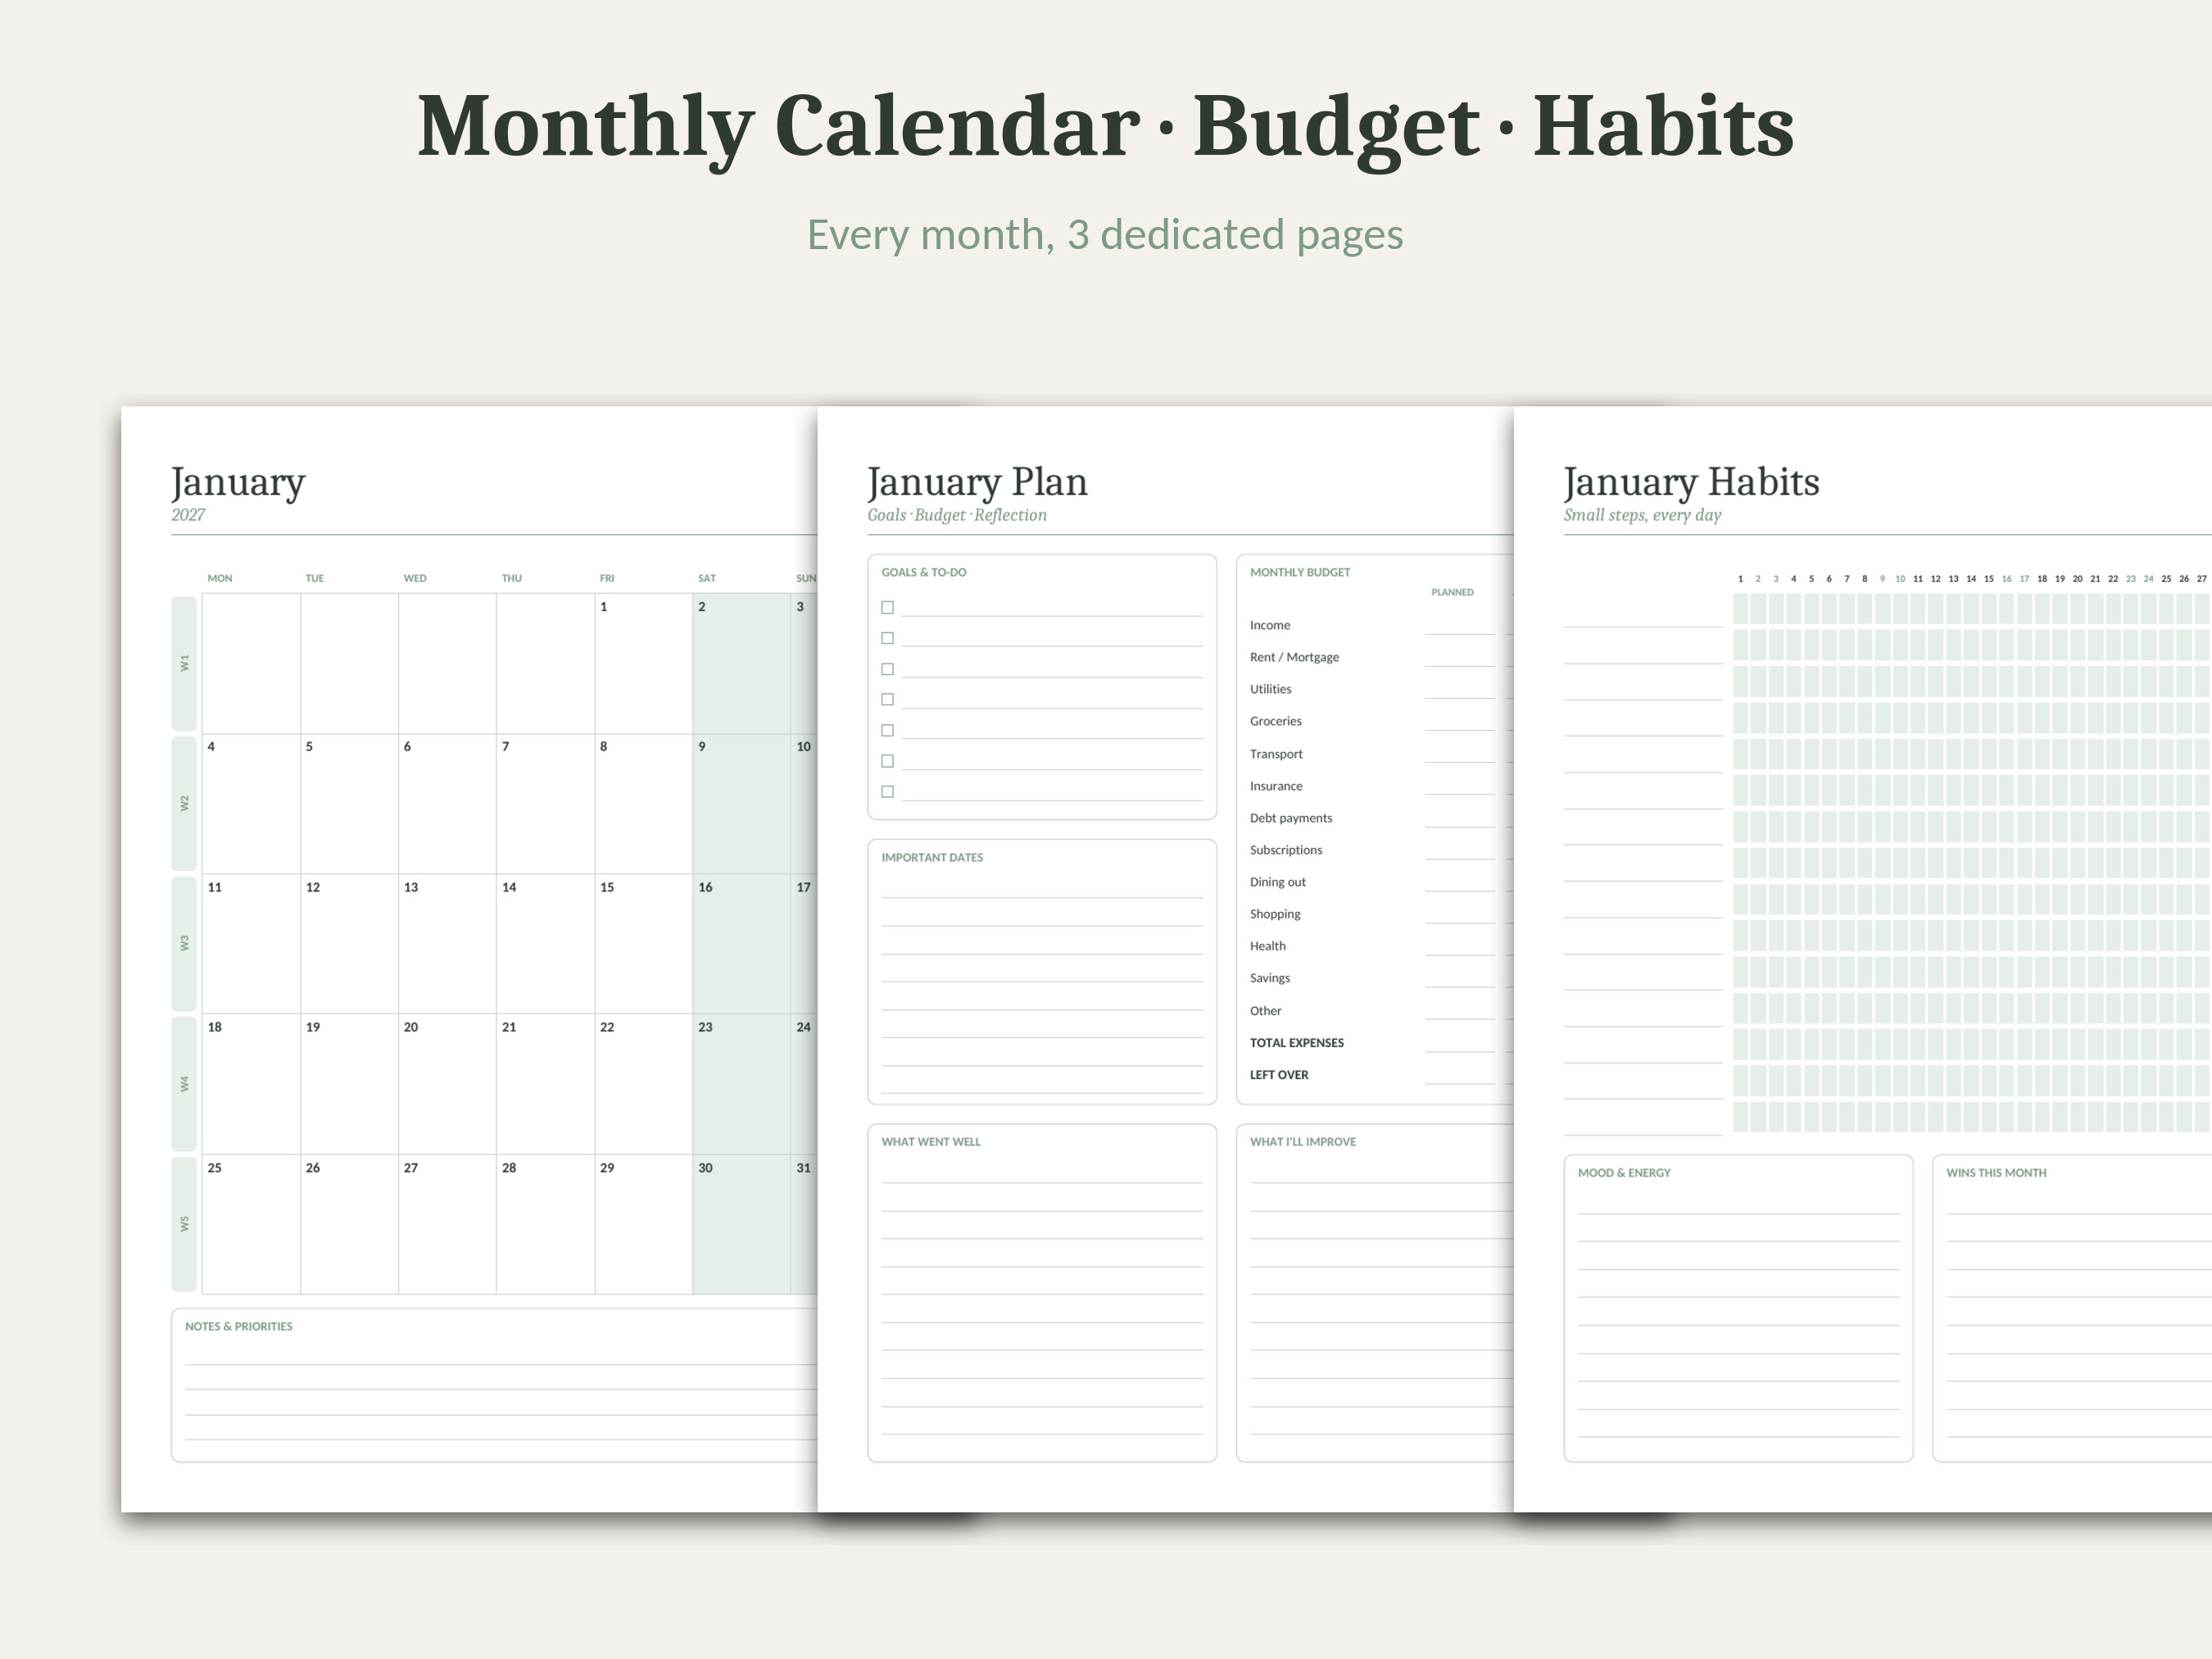 Monthly Calendar · Budget · Habits
Every month, 3 dedicated pages
January
2027
MON TUE WED THU FRI SAT SUN
W1
1 2 3
W2
4 5 6 7 8 9 10
W3
11 12 13 14 15 16 17
W4
18 19 20 21 22 23 24
W5
25 26 27 28 29 30 31
NOTES & PRIORITIES
January Plan
Goals · Budget · Reflection
GOALS & TO-DO
IMPORTANT DATES
MONTHLY BUDGET
PLANNED
Income
Rent / Mortgage
Utilities
Groceries
Transport
Insurance
Debt payments
Subscriptions
Dining out
Shopping
Health
Savings
Other
TOTAL EXPENSES
LEFT OVER
WHAT WENT WELL
WHAT I'LL IMPROVE
January Habits
Small steps, every day
1 2 3 4 5 6 7 8 9 10 11 12 13 14 15 16 17 18 19 20 21 22 23 24 25 26 27
MOOD & ENERGY
WINS THIS MONTH